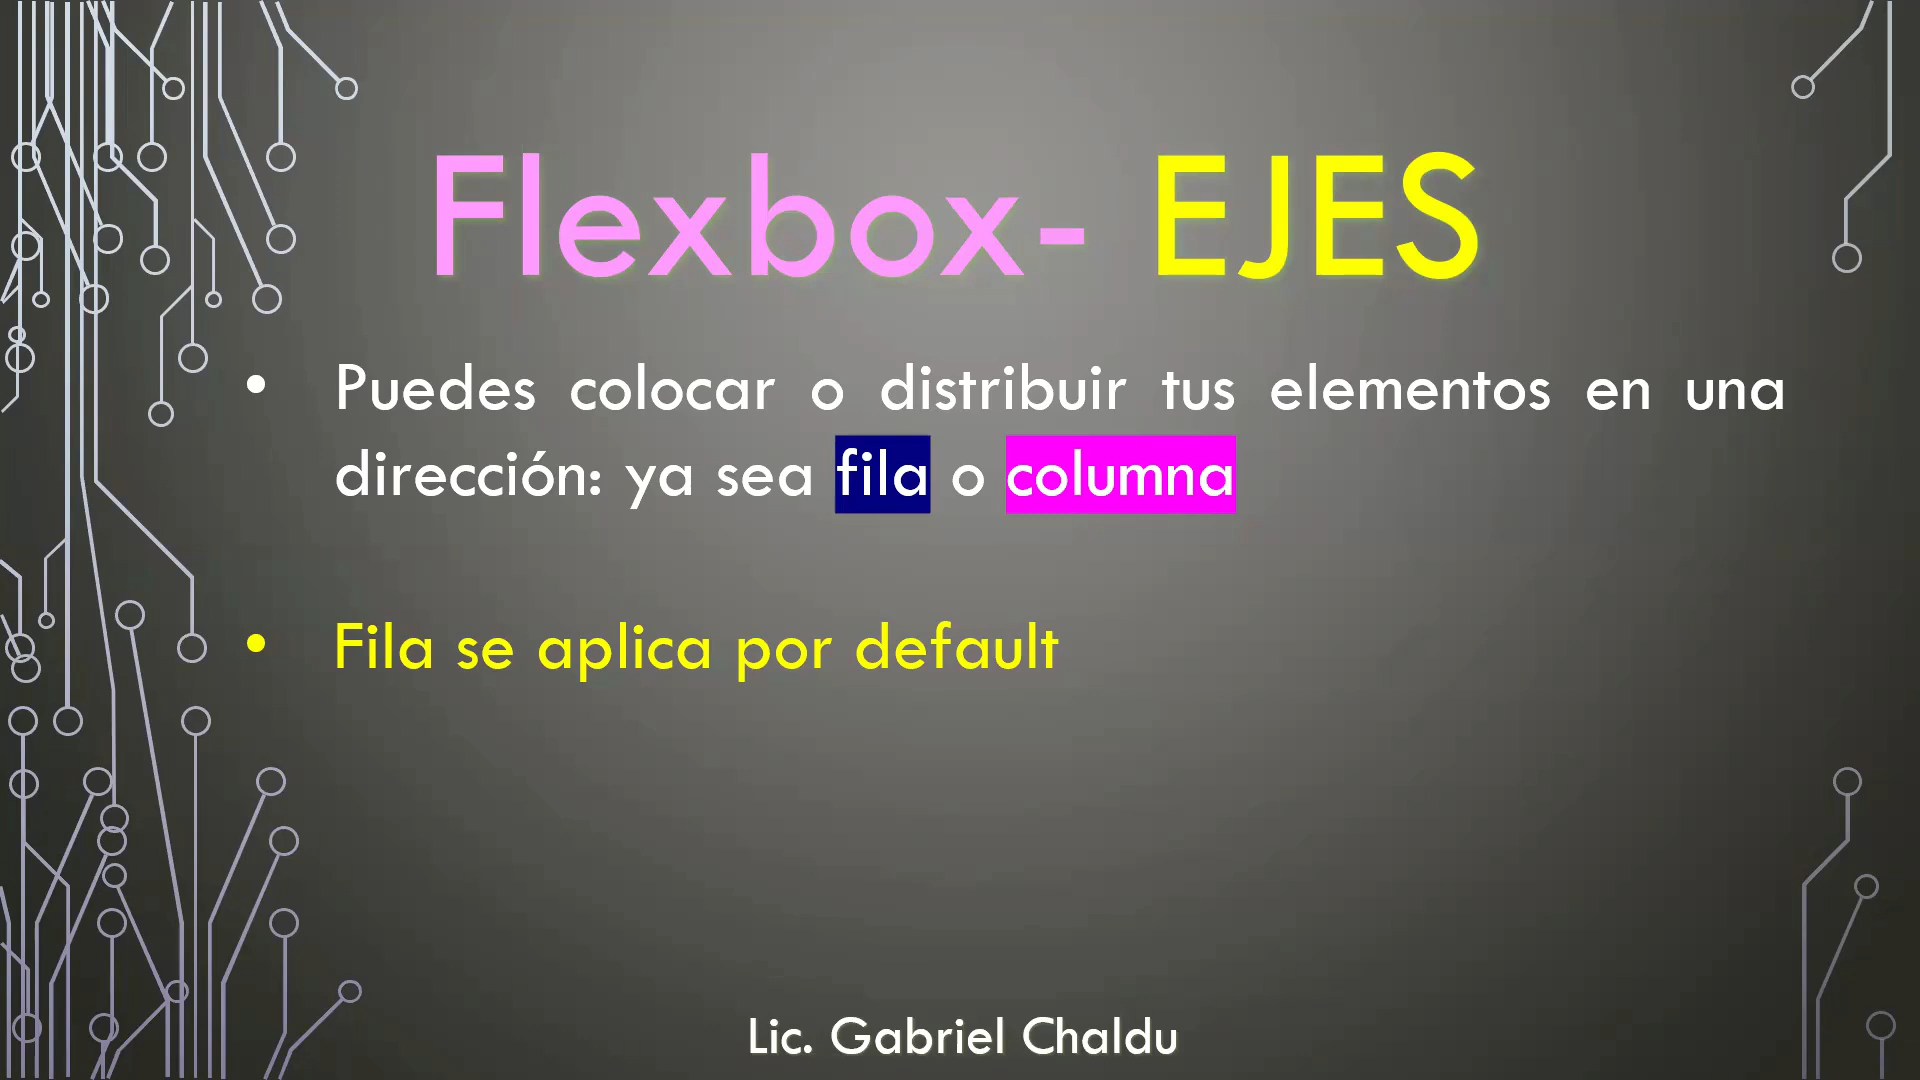 Flexbox- EJES
• Puedes colocar o distribuir tus elementos en una
dirección: ya sea fila o columna
• Fila se aplica por default
Lic. Gabriel Chaldu